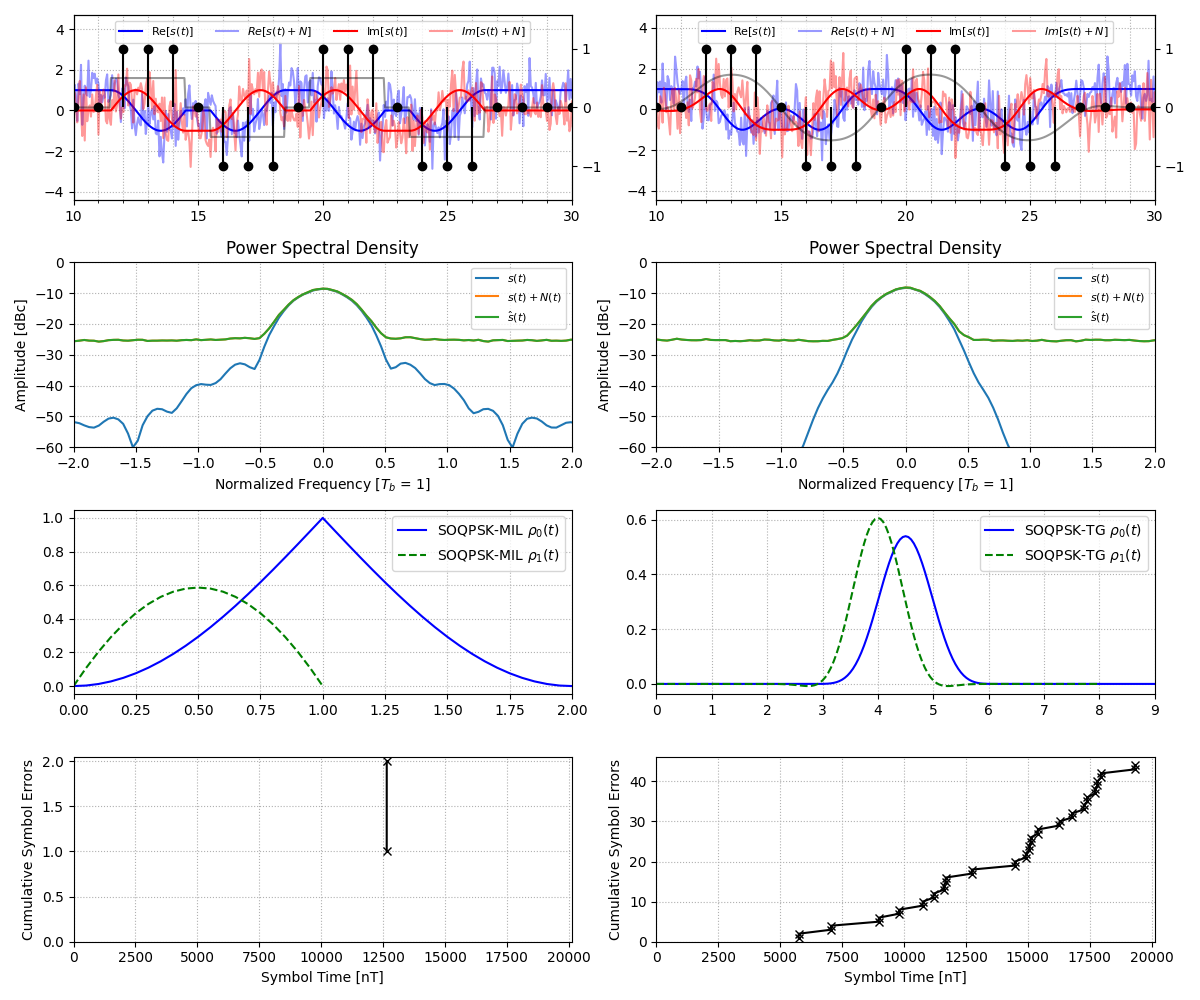 Re[s(t)] Re[s(t) + N] Im[s(t)] Im[s(t) + N]
4 2 0 −2 −4
1 0 −1
10 15 20 25 30
Re[s(t)] Re[s(t) + N] Im[s(t)] Im[s(t) + N]
4 2 0 −2 −4
1 0 −1
10 15 20 25 30
Power Spectral Density
Amplitude [dBc]
0 −10 −20 −30 −40 −50 −60
s(t)
s(t) + N(t)
ŝ(t)
−2.0 −1.5 −1.0 −0.5 0.0 0.5 1.0 1.5 2.0
Normalized Frequency [T_b = 1]
Power Spectral Density
Amplitude [dBc]
0 −10 −20 −30 −40 −50 −60
s(t)
s(t) + N(t)
ŝ(t)
−2.0 −1.5 −1.0 −0.5 0.0 0.5 1.0 1.5 2.0
Normalized Frequency [T_b = 1]
1.0 0.8 0.6 0.4 0.2 0.0
SOQPSK-MIL ρ₀(t)
SOQPSK-MIL ρ₁(t)
0.00 0.25 0.50 0.75 1.00 1.25 1.50 1.75 2.00
0.6 0.4 0.2 0.0
SOQPSK-TG ρ₀(t)
SOQPSK-TG ρ₁(t)
0 1 2 3 4 5 6 7 8 9
Cumulative Symbol Errors
2.0 1.5 1.0 0.5 0.0
0 2500 5000 7500 10000 12500 15000 17500 20000
Symbol Time [nT]
Cumulative Symbol Errors
40 30 20 10 0
0 2500 5000 7500 10000 12500 15000 17500 20000
Symbol Time [nT]